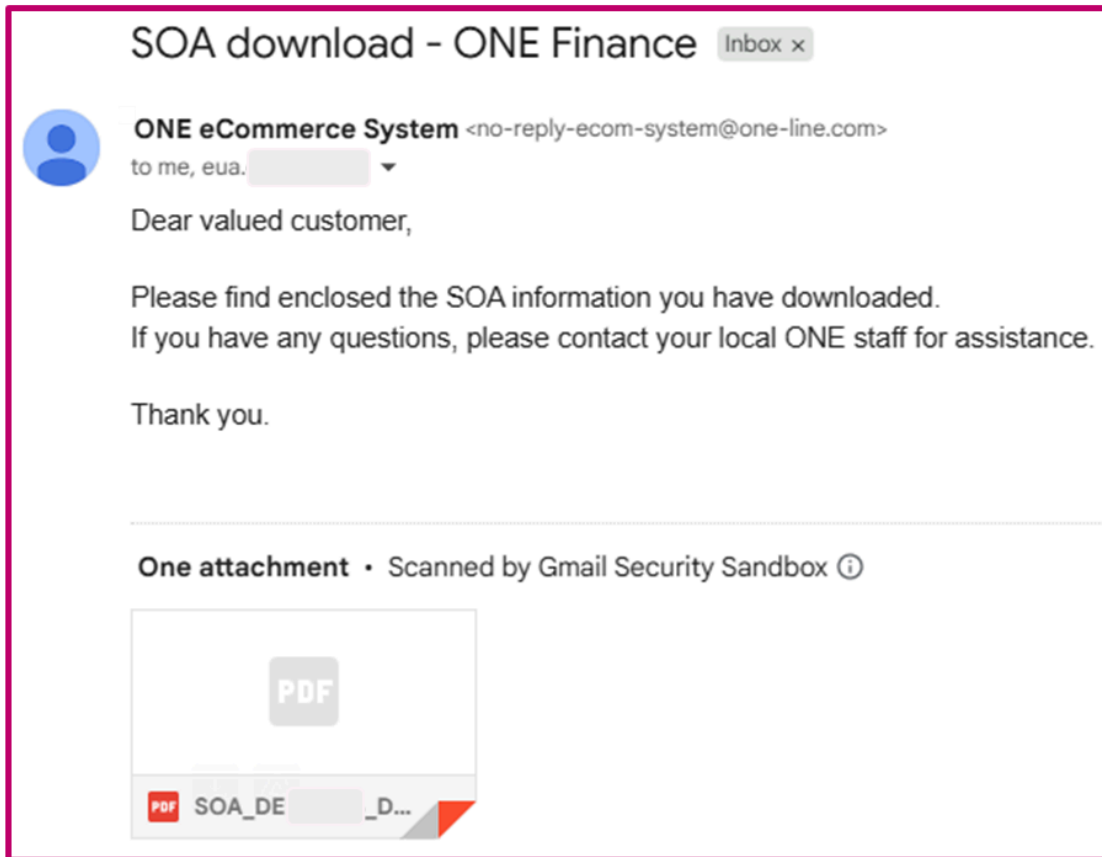 SOA download - ONE Finance Inbox ×
ONE eCommerce System <no-reply-ecom-system@one-line.com>
to me, eua.
Dear valued customer,
Please find enclosed the SOA information you have downloaded.
If you have any questions, please contact your local ONE staff for assistance.
Thank you.
One attachment • Scanned by Gmail Security Sandbox
PDF
PDF SOA_DE _D...